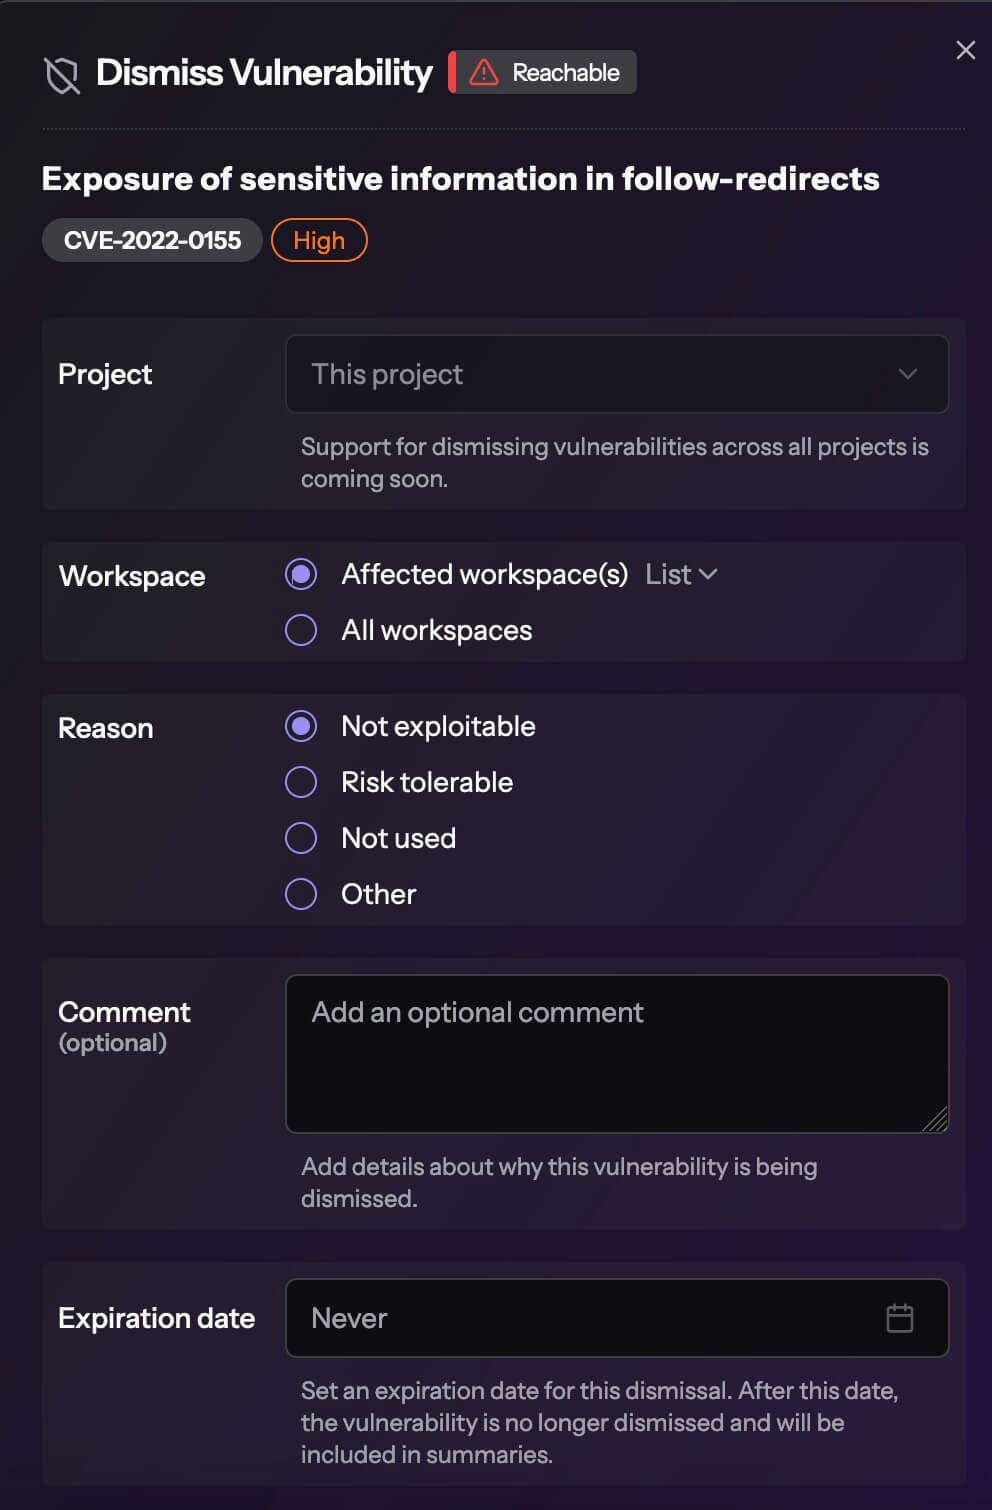 Dismiss Vulnerability Reachable
Exposure of sensitive information in follow-redirects
CVE-2022-0155 High
Project This project
Support for dismissing vulnerabilities across all projects is
coming soon.
Workspace Affected workspace(s) List
All workspaces
Reason Not exploitable
Risk tolerable
Not used
Other
Comment Add an optional comment
(optional)
Add details about why this vulnerability is being
dismissed.
Expiration date Never
Set an expiration date for this dismissal. After this date,
the vulnerability is no longer dismissed and will be
included in summaries.